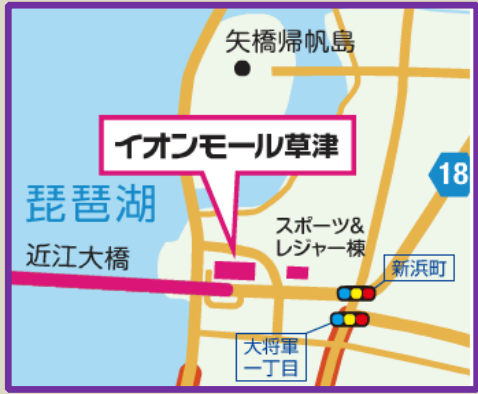 矢橋帰帆島
イオンモール草津
18
琵琶湖
スポーツ&
レジャー棟
近江大橋
新浜町
大将軍
一丁目